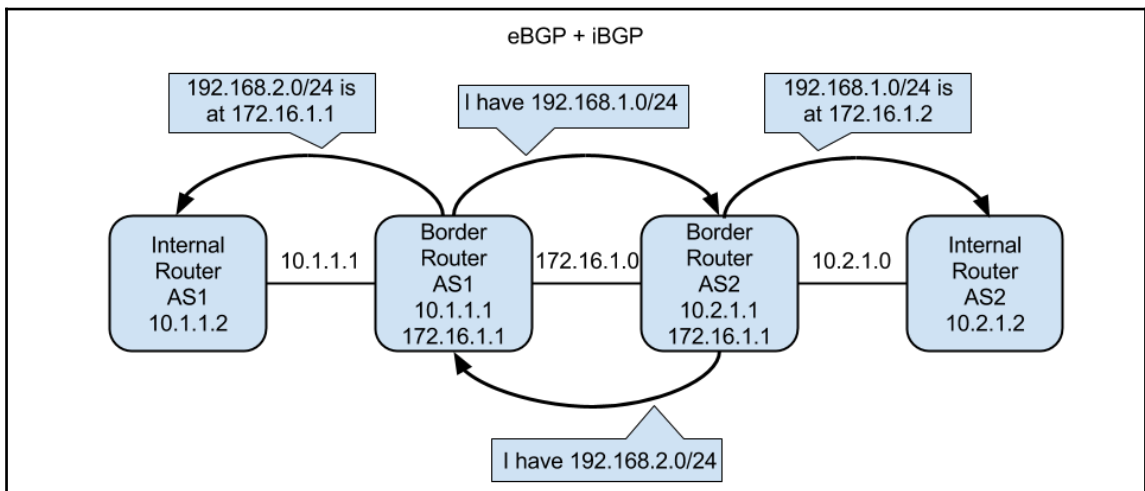 eBGP + iBGP
192.168.2.0/24 is
at 172.16.1.1
I have 192.168.1.0/24
192.168.1.0/24 is
at 172.16.1.2
Internal
Router
AS1
10.1.1.2
10.1.1.1
Border
Router
AS1
10.1.1.1
172.16.1.1
172.16.1.0
Border
Router
AS2
10.2.1.1
172.16.1.1
10.2.1.0
Internal
Router
AS2
10.2.1.2
I have 192.168.2.0/24